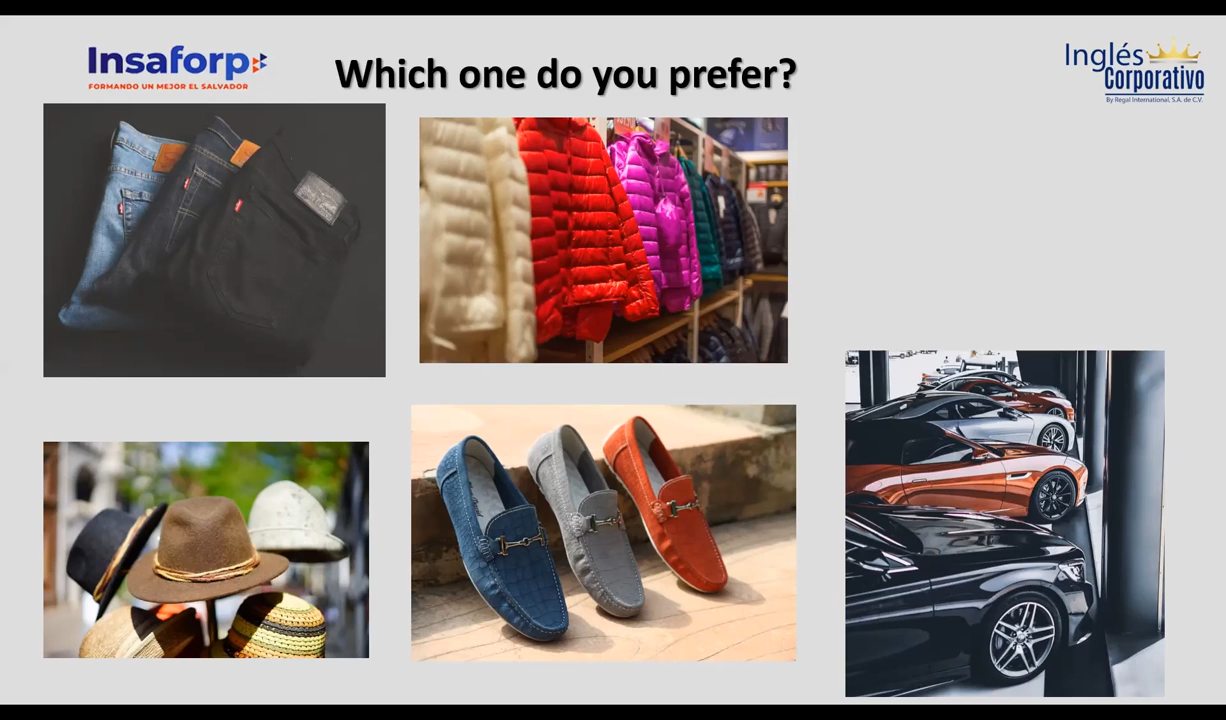 Insaforp
FORMANDO UN MEJOR EL SALVADOR
Which one do you prefer?
Inglés
Corporativo
By Regal International, S.A. de C.V.